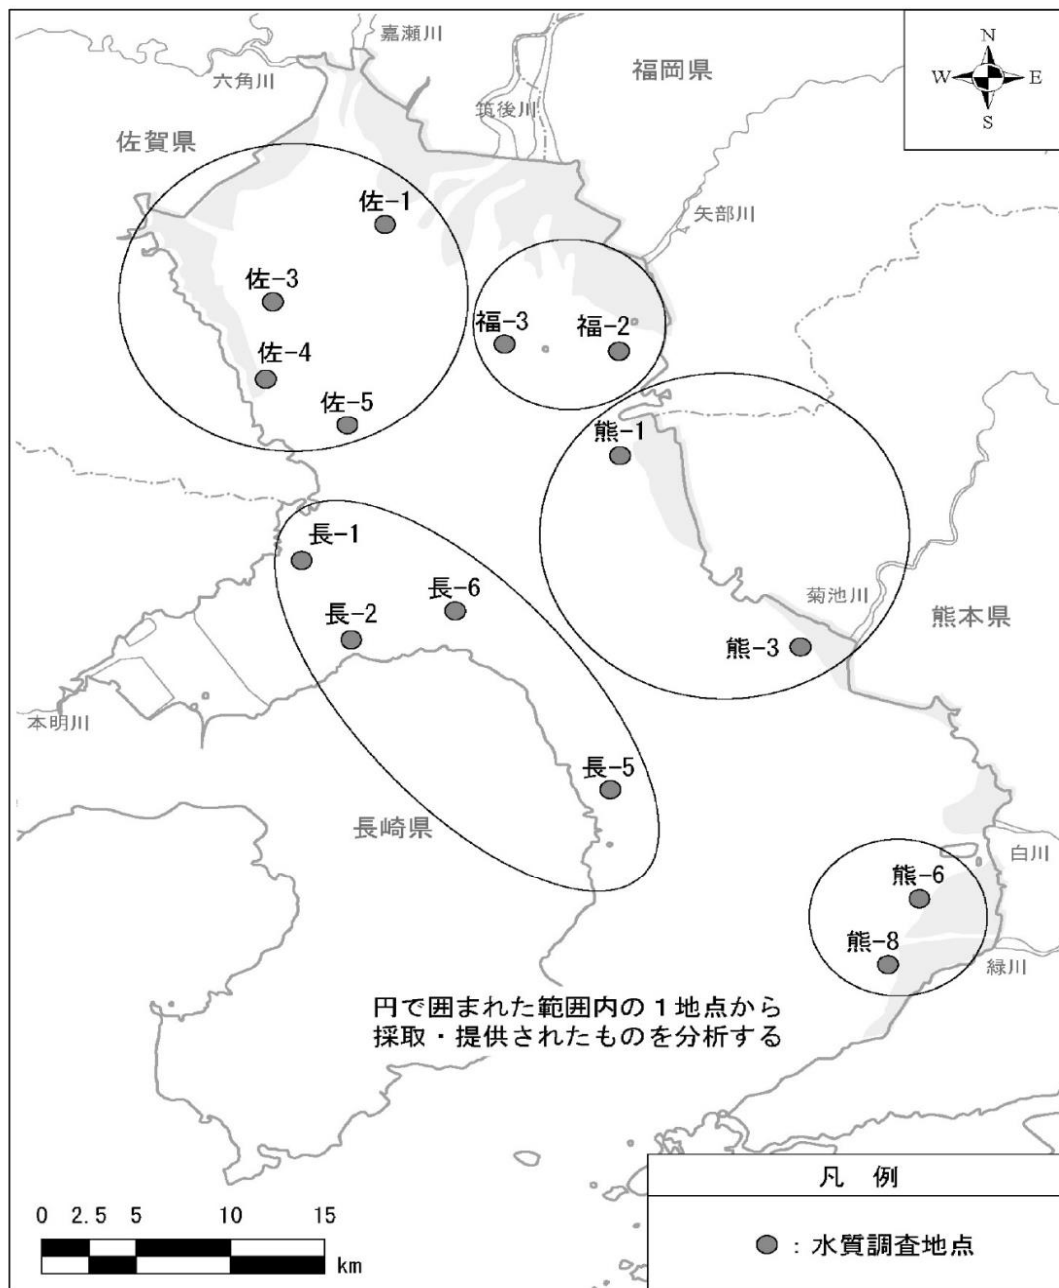 嘉瀬川
六角川
福岡県
N
W
E
S
筑後川
佐賀県
佐-1
矢部川
佐-3
福-3
福-2
佐-4
佐-5
熊-1
長-1
長-6
菊池川
熊本県
長-2
熊-3
本明川
長-5
長崎県
白川
熊-6
熊-8
緑川
円で囲まれた範囲内の1地点から
採取・提供されたものを分析する
凡 例
0 2.5 5 10 15
km
:水質調査地点